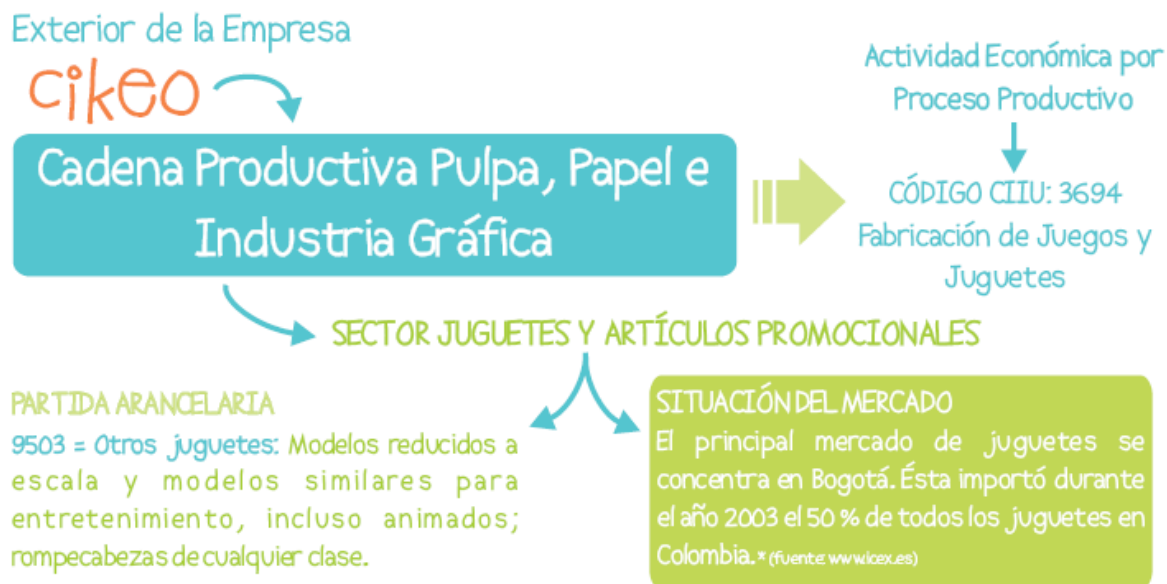 Exterior de la Empresa
cikeo
Cadena Productiva Pulpa, Papel e
Industria Gráfica
Actividad Económica por
Proceso Productivo
CÓDIGO CIIU: 3694
Fabricación de Juegos y
Juguetes
SECTOR JUGUETES Y ARTÍCULOS PROMOCIONALES
PARTIDA ARANCELARIA
9503 = Otros juguetes: Modelos reducidos a
escala y modelos similares para
entretenimiento, incluso animados;
rompecabezas de cualquier clase.
SITUACIÓN DEL MERCADO
El principal mercado de juguetes se
concentra en Bogotá. Ésta importó durante
el año 2003 el 50 % de todos los juguetes en
Colombia.* (fuente: www.icex.es)